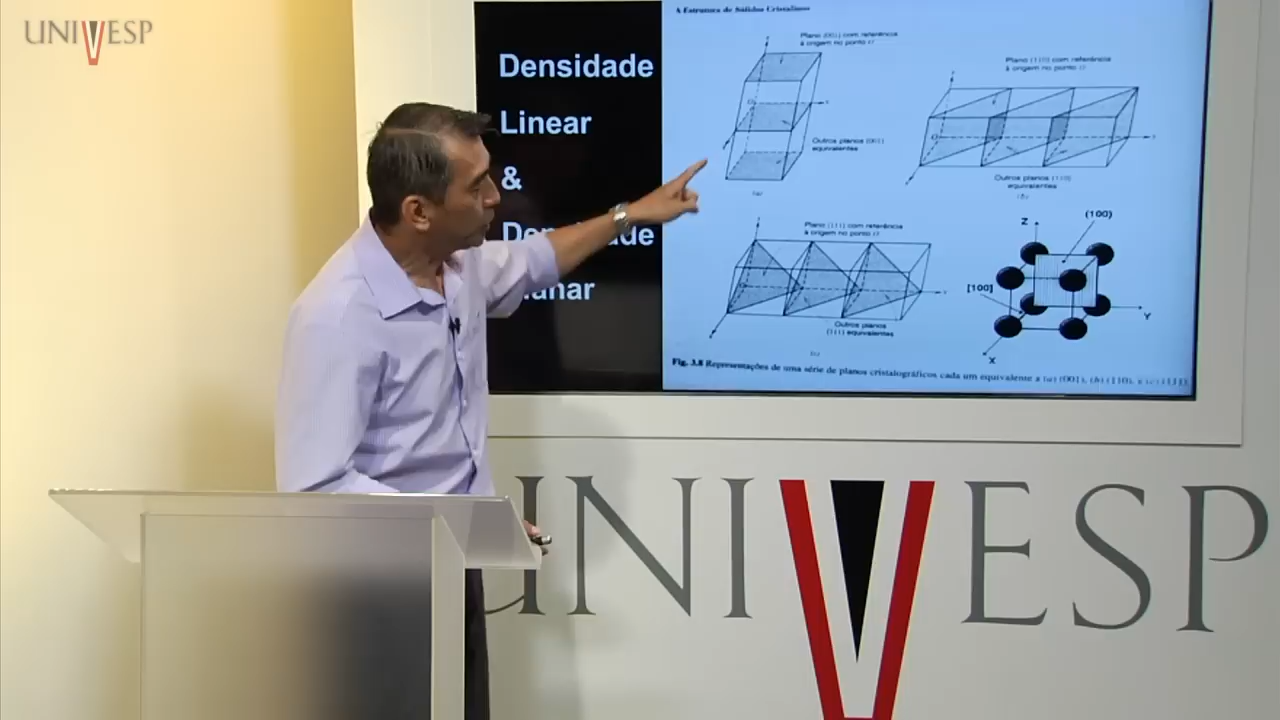 UNIVESP
Densidade
Linear
&
A Estrutura de Sólidos Cristalinos
Plano (001) com referência
à origem no ponto O
Outros planos (001)
equivalentes
(a)
Plano (110) com referência
à origem no ponto O
Outros planos (110)
equivalentes
(b)
Plano (111) com referência
à origem no ponto O
Outros planos
(111) equivalentes
Z
(100)
[100]
Y
X
Fig. 3.8 Representações de uma série de planos cristalográficos, cada um equivalente a (a) (001), (b) (110), e (c) (111).
UNIVESP